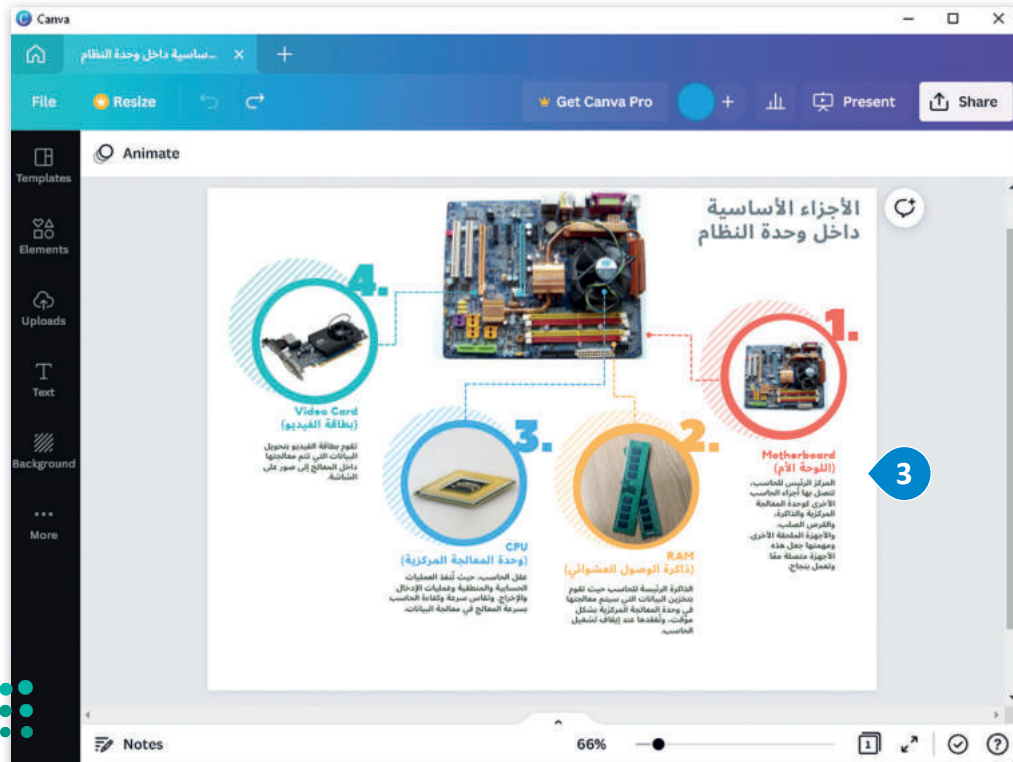 Canva
...ساسية داخل وحدة النظام
File
Resize
Get Canva Pro
Present
Share
Animate
Templates
Elements
Uploads
Text
Background
More
الأجزاء الأساسية
داخل وحدة النظام
1.
Motherboard
(اللوحة الأم)
المركز الرئيس للحاسب،
تتصل بها أجزاء الحاسب
الأخرى كوحدة المعالجة
المركزية والذاكرة،
والقرص الصلب،
والأجهزة الملحقة الأخرى.
ومهمتها جعل هذه
الأجهزة متصلة معًا
وتعمل بنجاح.
3
2.
RAM
(ذاكرة الوصول العشوائي)
الذاكرة الرئيسة للحاسب حيث تقوم
بتخزين البيانات التي سيتم معالجتها
في وحدة المعالجة المركزية بشكل
مؤقت، وتفقدها عند إيقاف تشغيل
الحاسب.
3.
CPU
(وحدة المعالجة المركزية)
عقل الحاسب، حيث تُنفذ العمليات
الحسابية والمنطقية وعمليات الإدخال
والإخراج. وتقاس سرعة وكفاءة الحاسب
بسرعة المعالج في معالجة البيانات.
4.
Video Card
(بطاقة الفيديو)
تقوم بطاقة الفيديو بتحويل
البيانات التي تتم معالجتها
داخل المعالج إلى صور على
الشاشة.
Notes
66%
1